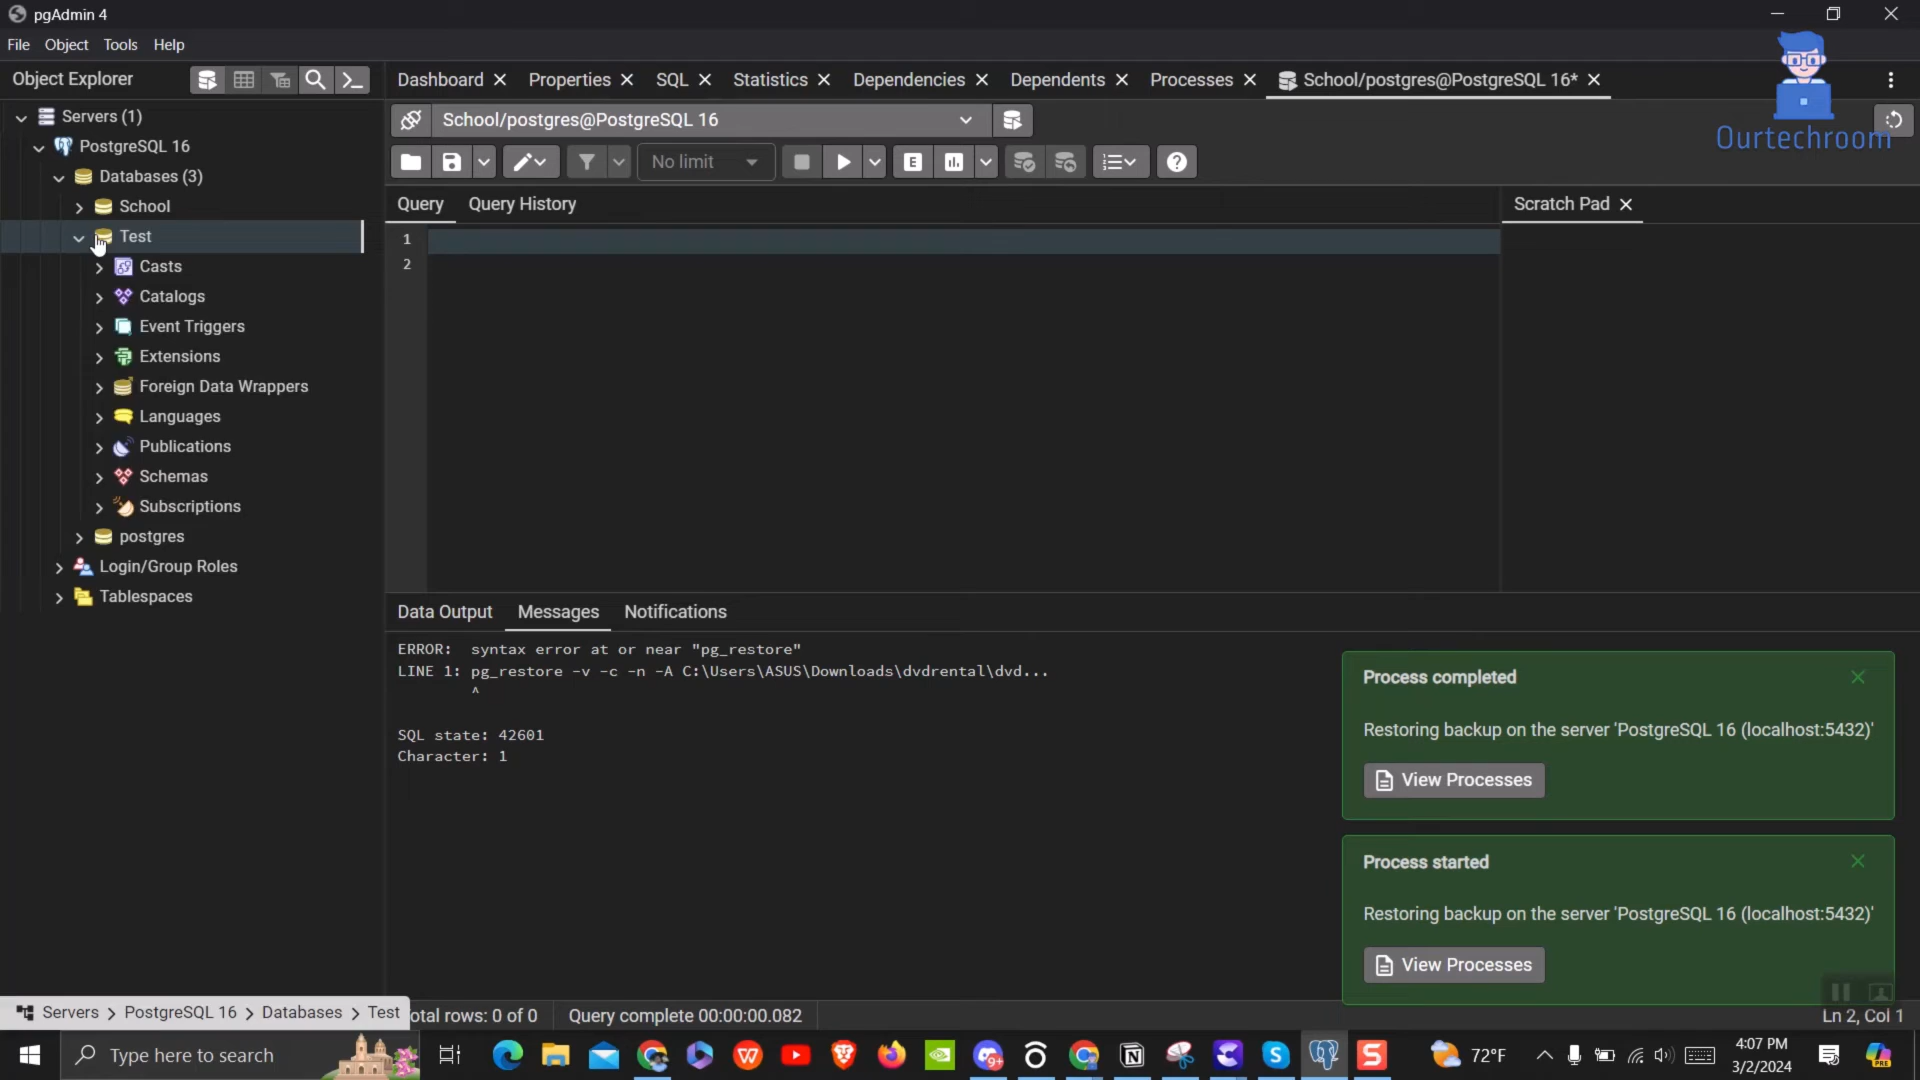 pgAdmin 4
File Object Tools Help
Object Explorer
Dashboard Properties SQL Statistics Dependencies Dependents Processes School/postgres@PostgreSQL 16*
Ourtechroom
Servers (1)
PostgreSQL 16
Databases (3)
School
Test
Casts
Catalogs
Event Triggers
Extensions
Foreign Data Wrappers
Languages
Publications
Schemas
Subscriptions
postgres
Login/Group Roles
Tablespaces
School/postgres@PostgreSQL 16
No limit
E
Query Query History
Scratch Pad
1
2
Data Output Messages Notifications
ERROR: syntax error at or near "pg_restore"
LINE 1: pg_restore -v -c -n -A C:\Users\ASUS\Downloads\dvdrental\dvd...
^
SQL state: 42601
Character: 1
Process completed
Restoring backup on the server 'PostgreSQL 16 (localhost:5432)'
View Processes
Process started
Restoring backup on the server 'PostgreSQL 16 (localhost:5432)'
View Processes
Servers > PostgreSQL 16 > Databases > Test
otal rows: 0 of 0
Query complete 00:00:00.082
Ln 2, Col 1
Type here to search
9+
72°F
4:07 PM
3/2/2024
PRE